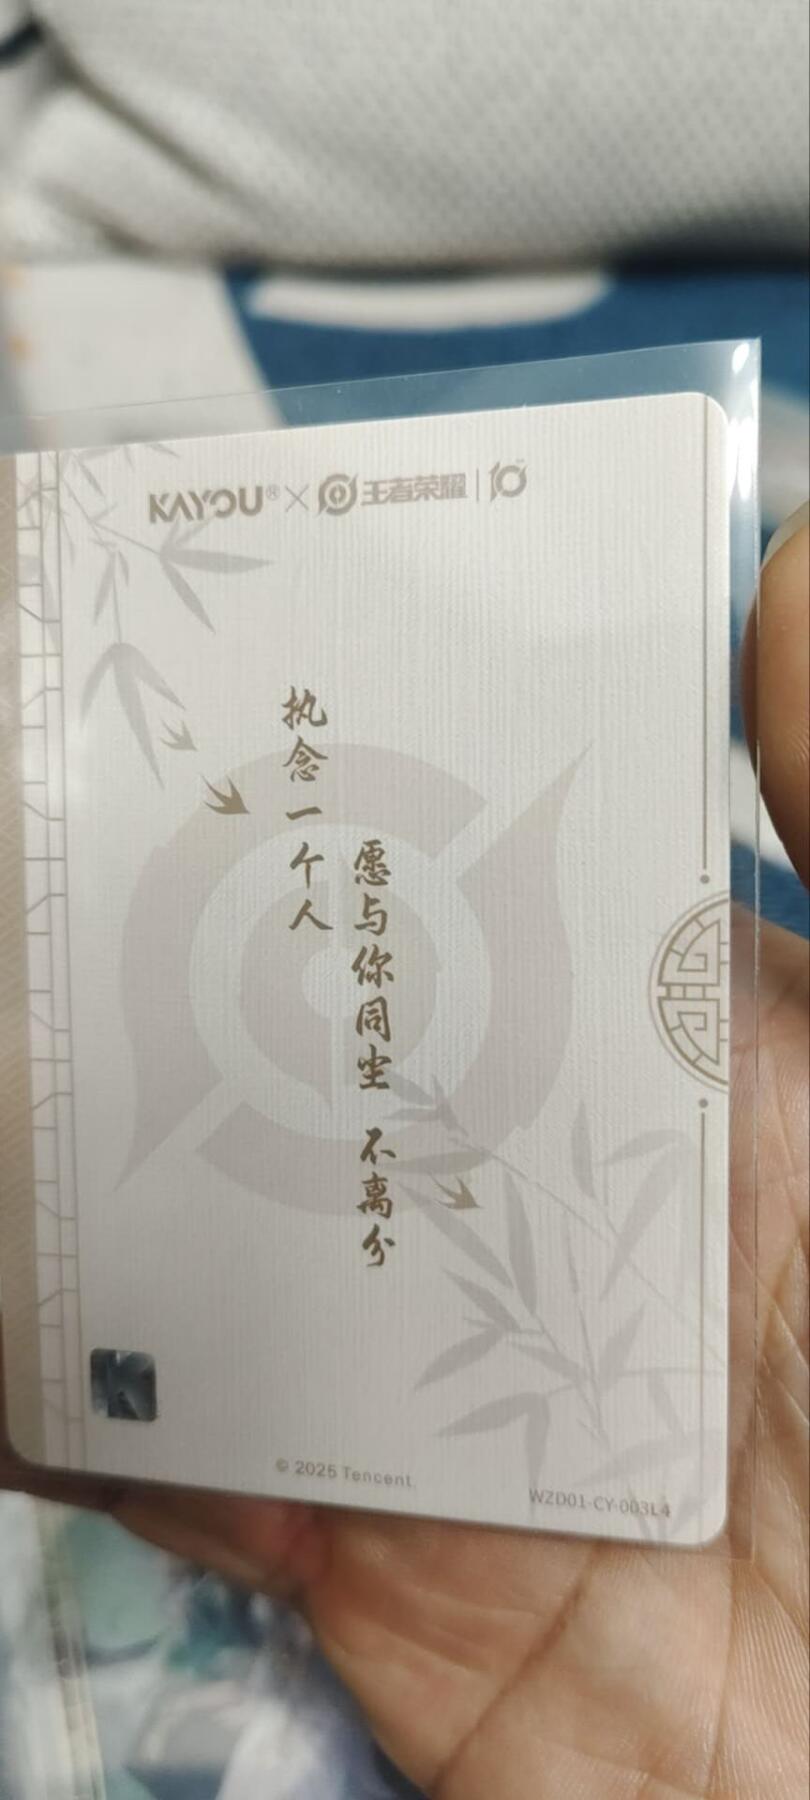 KAYOU® × 王者荣耀 | 10
执念一个人
愿与你同尘 不离分
K
© 2025 Tencent
WZD01-CY-003L4